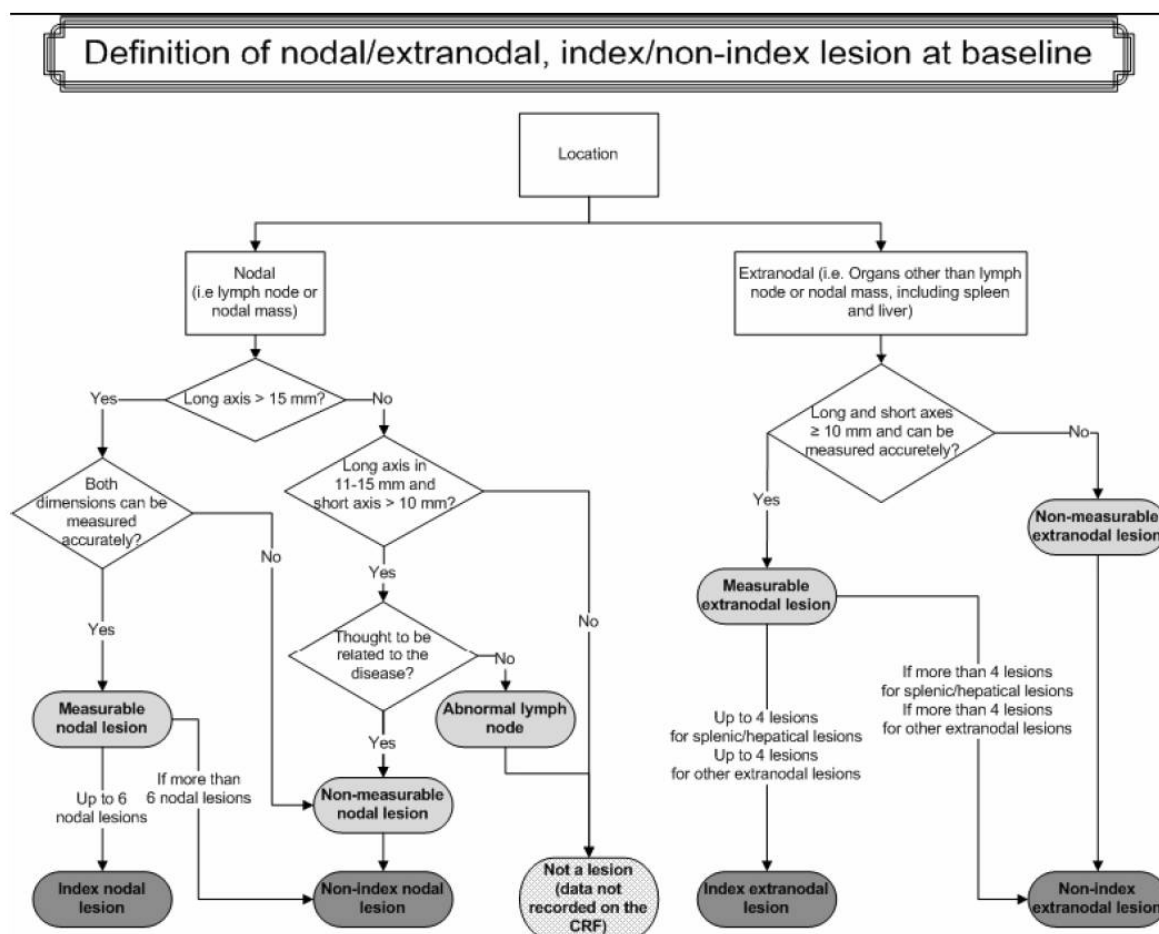 Definition of nodal/extranodal, index/non-index lesion at baseline
Location
Nodal
(i.e lymph node or
nodal mass)
Extranodal (i.e. Organs other than lymph
node or nodal mass, including spleen
and liver)
Long axis > 15 mm?
Yes
No
Long and short axes
≥ 10 mm and can be
measured accuretely?
No
Yes
Both
dimensions can be
measured
accurately?
Long axis in
11-15 mm and
short axis > 10 mm?
No
Yes
Yes
No
Non-measurable
extranodal lesion
Measurable
extranodal lesion
Thought to be
related to the
disease?
No
Yes
Measurable
nodal lesion
Abnormal lymph
node
If more than 4 lesions
for splenic/hepatical lesions
If more than 4 lesions
for other extranodal lesions
Up to 4 lesions
for splenic/hepatical lesions
Up to 4 lesions
for other extranodal lesions
Up to 6
nodal lesions
If more than
6 nodal lesions
Non-measurable
nodal lesion
Index nodal
lesion
Non-index nodal
lesion
Not a lesion
(data not
recorded on the
CRF)
Index extranodal
lesion
Non-index
extranodal lesion